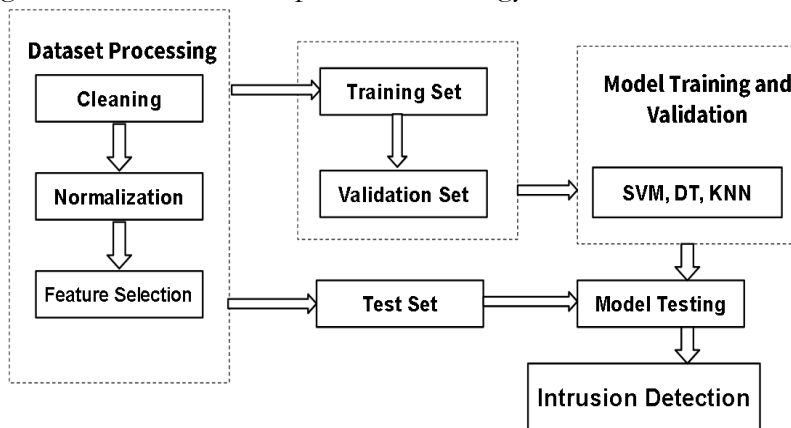 Dataset Processing
Cleaning
Normalization
Feature Selection
Training Set
Validation Set
Test Set
Model Training and
Validation
SVM, DT, KNN
Model Testing
Intrusion Detection